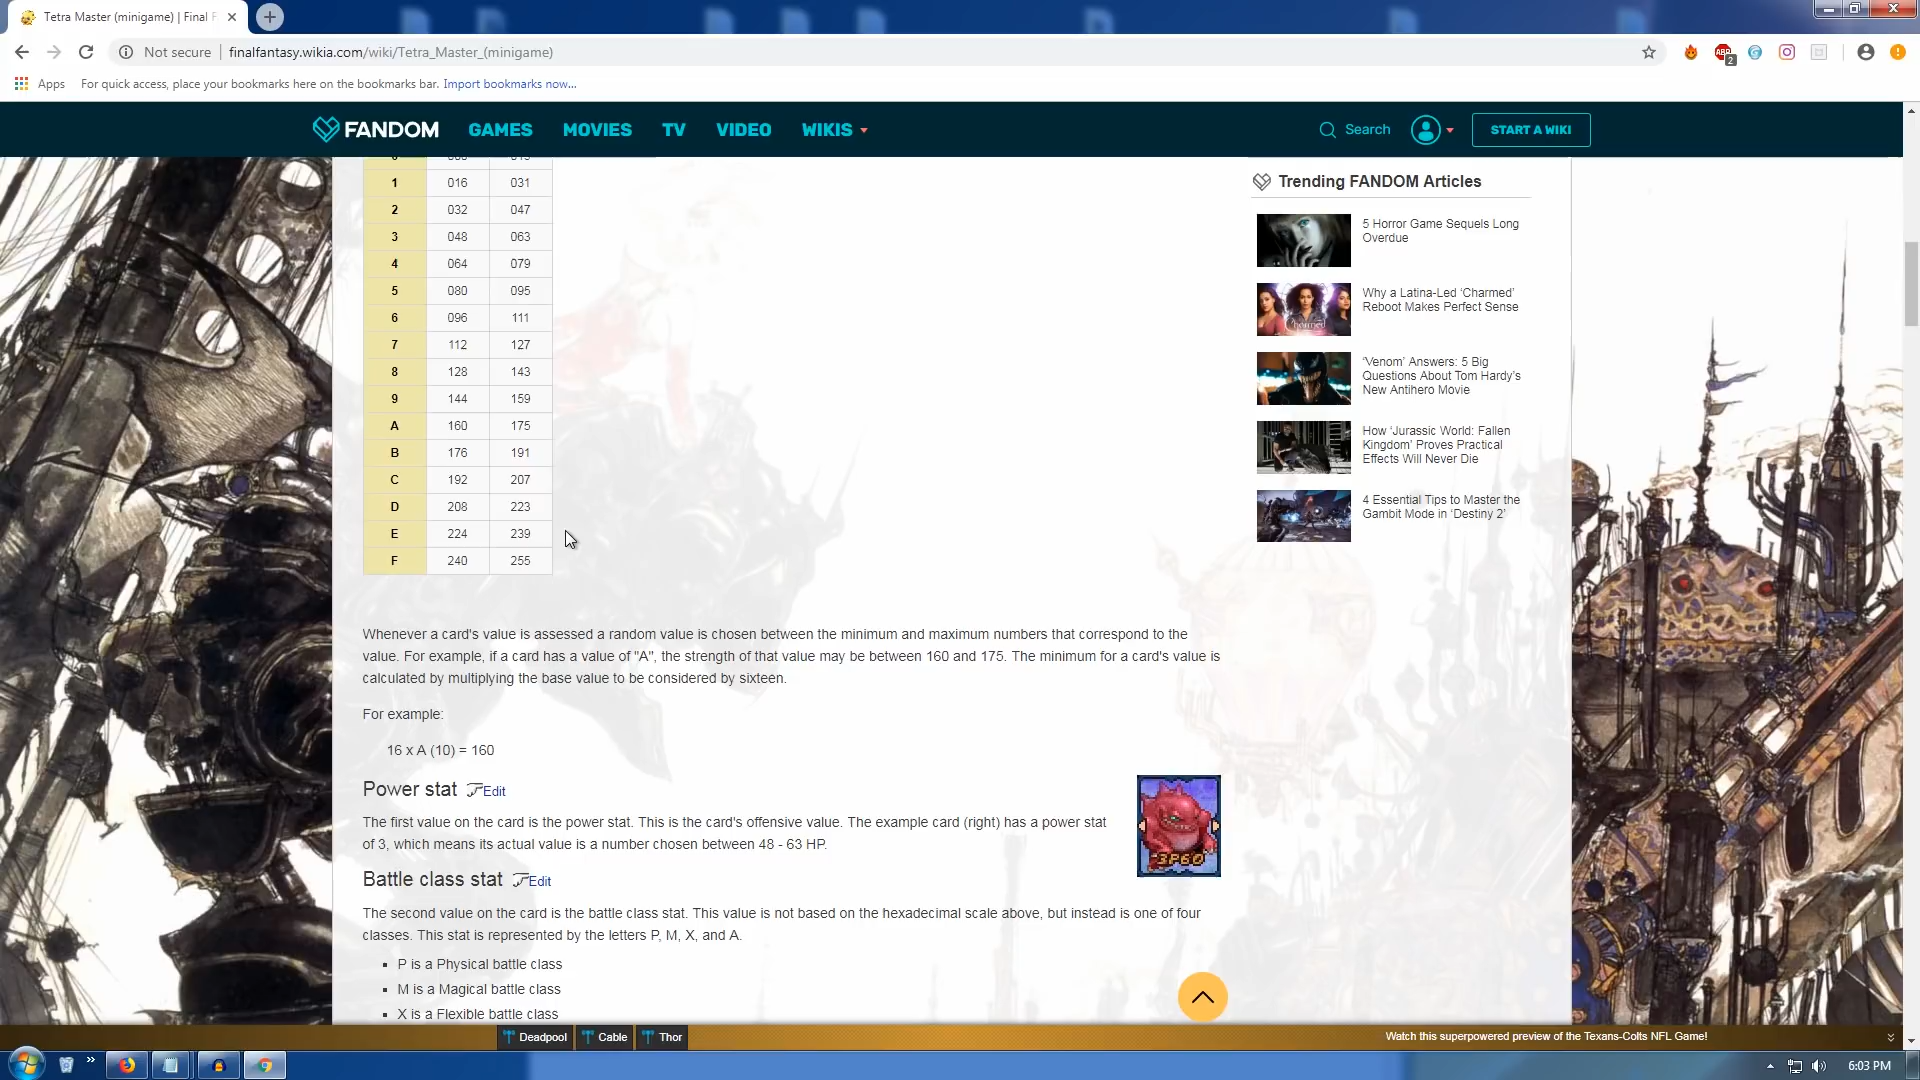 Tetra Master (minigame) | Final F
Not secure | finalfantasy.wikia.com/wiki/Tetra_Master_(minigame)
ABP
2
Apps For quick access, place your bookmarks here on the bookmarks bar. Import bookmarks now...
FANDOM GAMES MOVIES TV VIDEO WIKIS Search START A WIKI
1 016 031
2 032 047
3 048 063
4 064 079
5 080 095
6 096 111
7 112 127
8 128 143
9 144 159
A 160 175
B 176 191
C 192 207
D 208 223
E 224 239
F 240 255
Whenever a card's value is assessed a random value is chosen between the minimum and maximum numbers that correspond to the
value. For example, if a card has a value of "A", the strength of that value may be between 160 and 175. The minimum for a card's value is
calculated by multiplying the base value to be considered by sixteen.
For example:
16 x A (10) = 160
Power stat Edit
The first value on the card is the power stat. This is the card's offensive value. The example card (right) has a power stat
of 3, which means its actual value is a number chosen between 48 - 63 HP.
3P60
Battle class stat Edit
The second value on the card is the battle class stat. This value is not based on the hexadecimal scale above, but instead is one of four
classes. This stat is represented by the letters P, M, X, and A.
▪ P is a Physical battle class
▪ M is a Magical battle class
▪ X is a Flexible battle class
Trending FANDOM Articles
5 Horror Game Sequels Long
Overdue
Charmed
Why a Latina-Led ‘Charmed’
Reboot Makes Perfect Sense
‘Venom’ Answers: 5 Big
Questions About Tom Hardy’s
New Antihero Movie
How ‘Jurassic World: Fallen
Kingdom’ Proves Practical
Effects Will Never Die
4 Essential Tips to Master the
Gambit Mode in ‘Destiny 2’
Deadpool Cable Thor Watch this superpowered preview of the Texans-Colts NFL Game!
6:03 PM